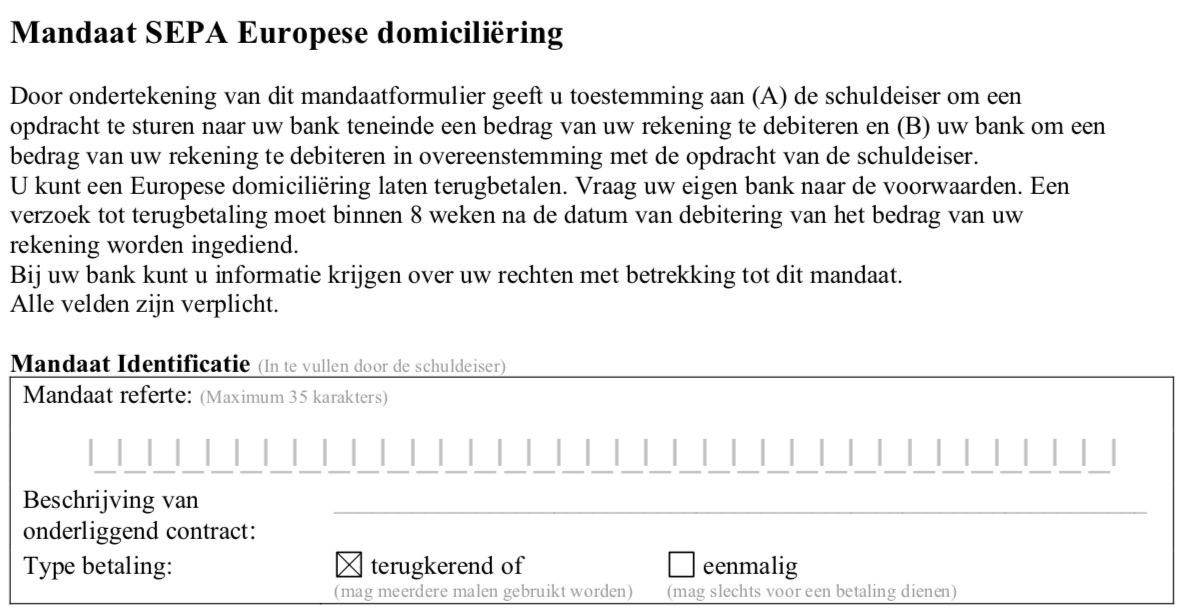 Mandaat SEPA Europese domiciliëring
Door ondertekening van dit mandaatformulier geeft u toestemming aan (A) de schuldeiser om een
opdracht te sturen naar uw bank teneinde een bedrag van uw rekening te debiteren en (B) uw bank om een
bedrag van uw rekening te debiteren in overeenstemming met de opdracht van de schuldeiser.
U kunt een Europese domiciliëring laten terugbetalen. Vraag uw eigen bank naar de voorwaarden. Een
verzoek tot terugbetaling moet binnen 8 weken na de datum van debitering van het bedrag van uw
rekening worden ingediend.
Bij uw bank kunt u informatie krijgen over uw rechten met betrekking tot dit mandaat.
Alle velden zijn verplicht.
Mandaat Identificatie (In te vullen door de schuldeiser)
Mandaat referte: (Maximum 35 karakters)
Beschrijving van
onderliggend contract:
Type betaling: terugkerend of eenmalig
(mag meerdere malen gebruikt worden) (mag slechts voor een betaling dienen)